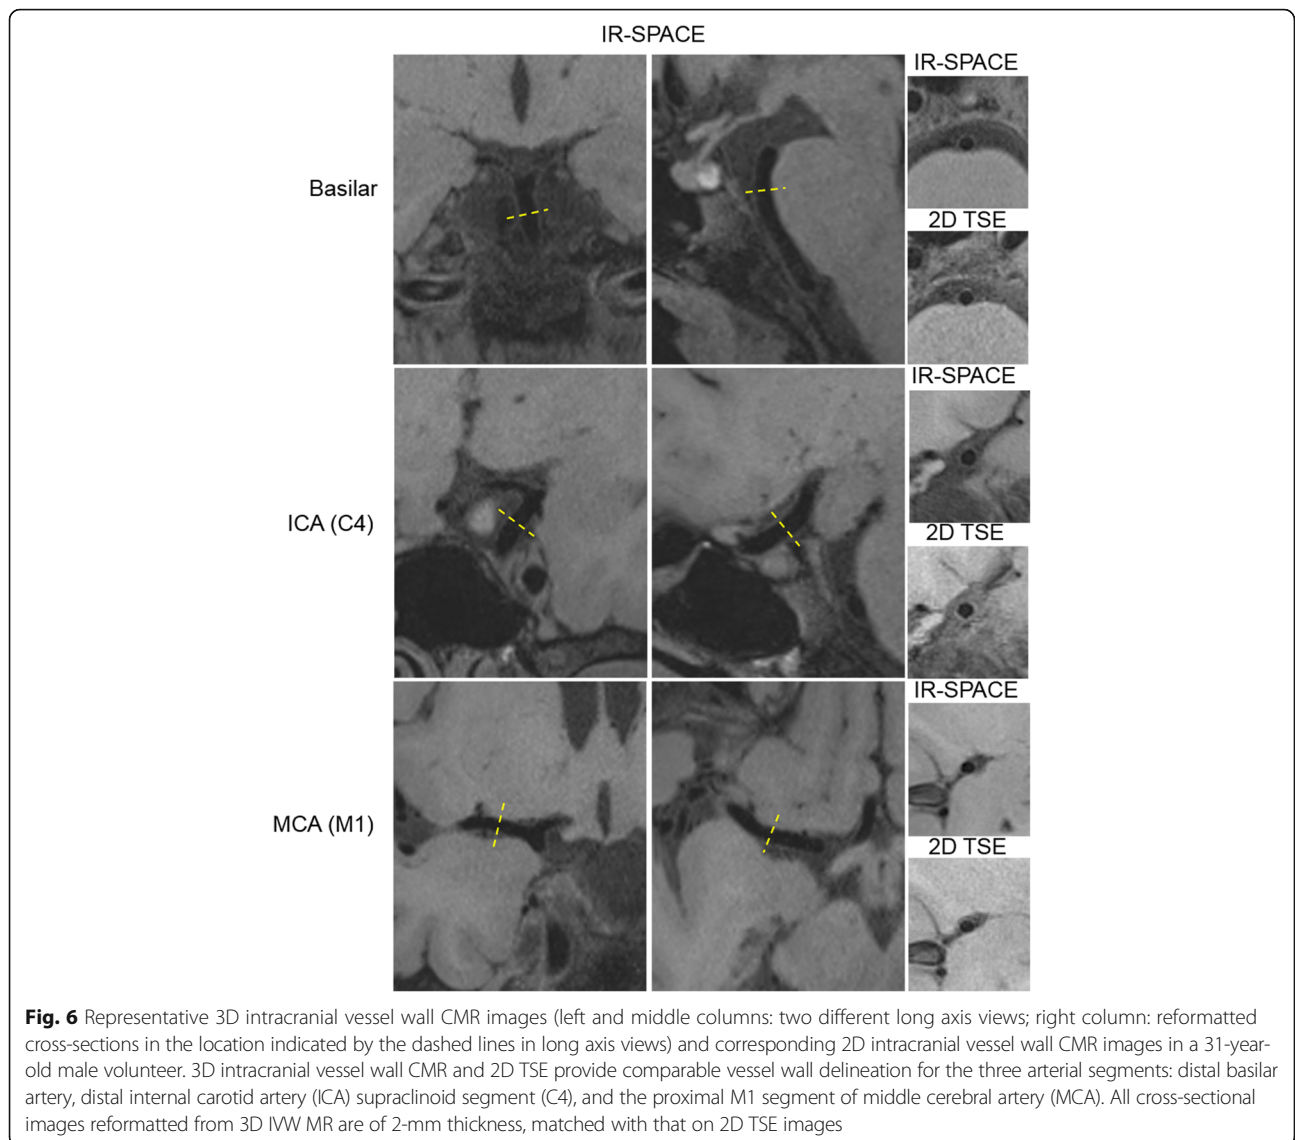 IR-SPACE
IR-SPACE
Basilar
2D TSE
IR-SPACE
ICA (C4)
2D TSE
IR-SPACE
MCA (M1)
2D TSE
Fig. 6 Representative 3D intracranial vessel wall CMR images (left and middle columns: two different long axis views; right column: reformatted
cross-sections in the location indicated by the dashed lines in long axis views) and corresponding 2D intracranial vessel wall CMR images in a 31-year-
old male volunteer. 3D intracranial vessel wall CMR and 2D TSE provide comparable vessel wall delineation for the three arterial segments: distal basilar
artery, distal internal carotid artery (ICA) supraclinoid segment (C4), and the proximal M1 segment of middle cerebral artery (MCA). All cross-sectional
images reformatted from 3D IVW MR are of 2-mm thickness, matched with that on 2D TSE images